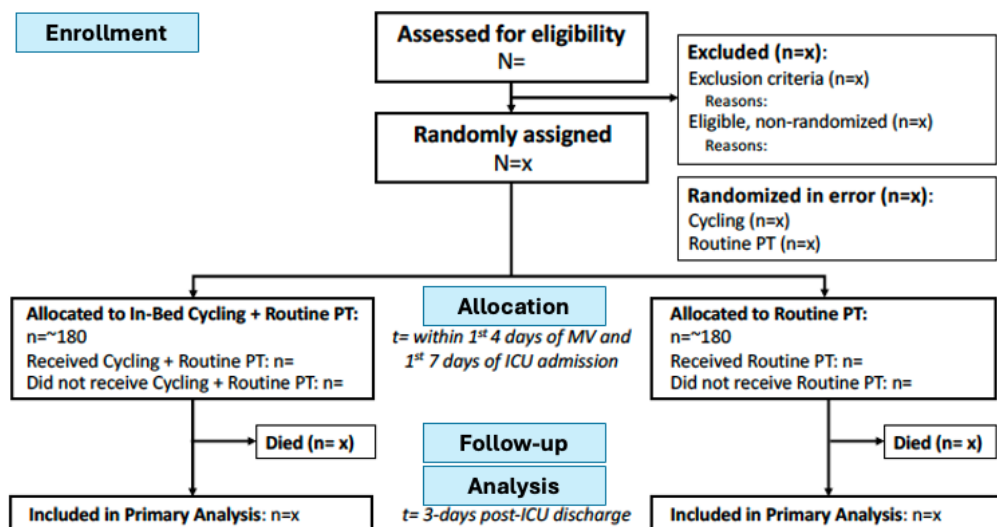 Enrollment
Assessed for eligibility
N=
Excluded (n=x):
Exclusion criteria (n=x)
Reasons:
Eligible, non-randomized (n=x)
Reasons:
Randomly assigned
N=x
Randomized in error (n=x):
Cycling (n=x)
Routine PT (n=x)
Allocated to In-Bed Cycling + Routine PT:
n=~180
Received Cycling + Routine PT: n=
Did not receive Cycling + Routine PT: n=
Allocation
t= within 1st 4 days of MV and
1st 7 days of ICU admission
Allocated to Routine PT:
n=~180
Received Routine PT: n=
Did not receive Routine PT: n=
Died (n= x)
Follow-up
Died (n= x)
Analysis
Included in Primary Analysis: n=x
t= 3-days post-ICU discharge
Included in Primary Analysis: n=x